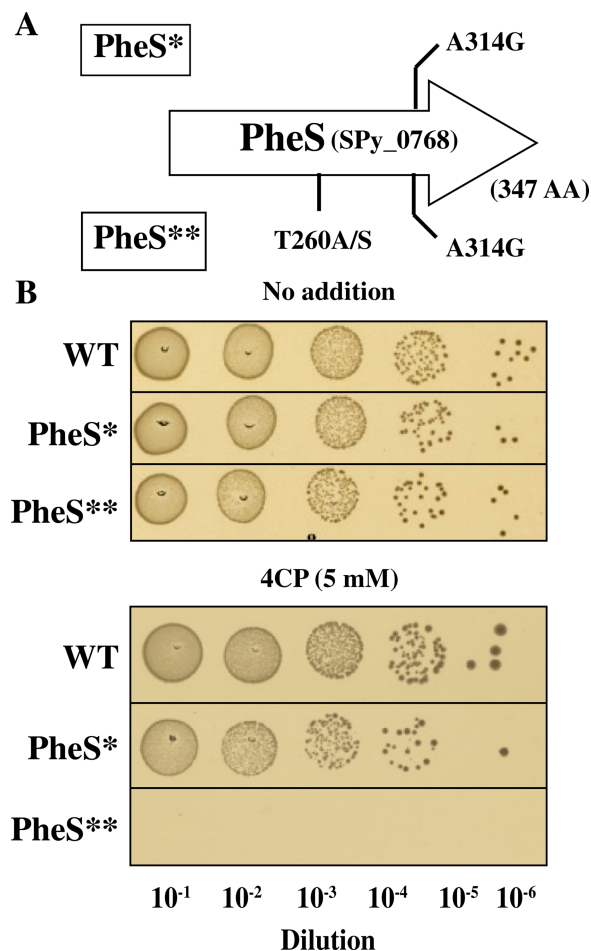 A
PheS*
A314G
PheS (SPy_0768)
(347 AA)
PheS**
T260A/S
A314G
B
No addition
WT
PheS*
PheS**
4CP (5 mM)
WT
PheS*
PheS**
10-1 10-2 10-3 10-4 10-5 10-6
Dilution